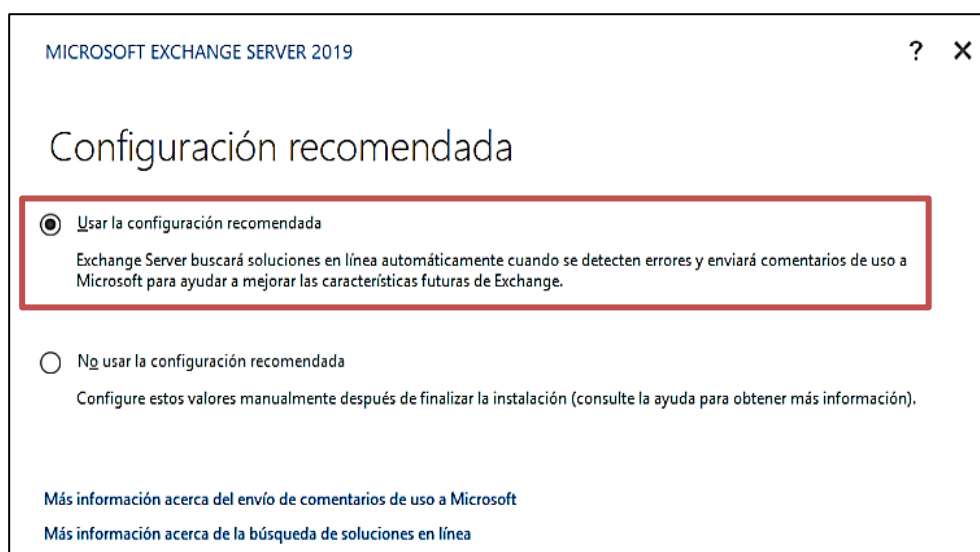 MICROSOFT EXCHANGE SERVER 2019
? X
Configuración recomendada
Usar la configuración recomendada
Exchange Server buscará soluciones en línea automáticamente cuando se detecten errores y enviará comentarios de uso a
Microsoft para ayudar a mejorar las características futuras de Exchange.
No usar la configuración recomendada
Configure estos valores manualmente después de finalizar la instalación (consulte la ayuda para obtener más información).
Más información acerca del envío de comentarios de uso a Microsoft
Más información acerca de la búsqueda de soluciones en línea